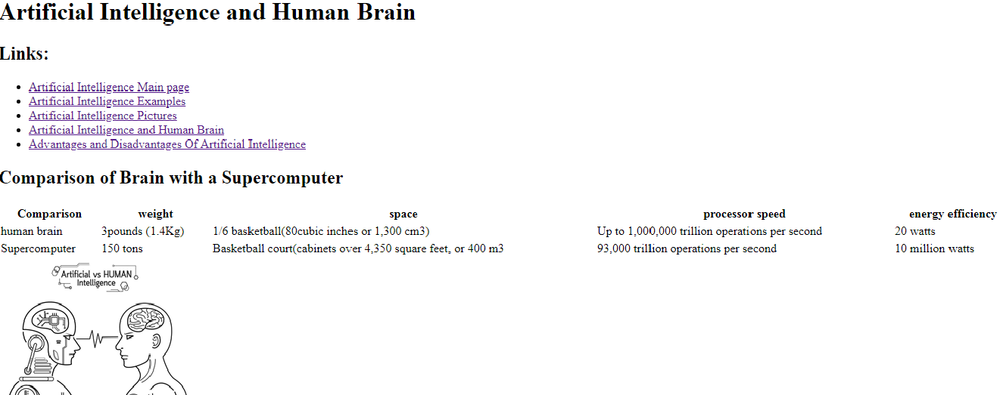 Artificial Intelligence and Human Brain
Links:
Artificial Intelligence Main page
Artificial Intelligence Examples
Artificial Intelligence Pictures
Artificial Intelligence and Human Brain
Advantages and Disadvantages Of Artificial Intelligence
Comparison of Brain with a Supercomputer
Comparison weight space processor speed energy efficiency
human brain 3pounds (1.4Kg) 1/6 basketball(80cubic inches or 1,300 cm3) Up to 1,000,000 trillion operations per second 20 watts
Supercomputer 150 tons Basketball court(cabinets over 4,350 square feet, or 400 m3 93,000 trillion operations per second 10 million watts
Artificial vs HUMAN
Intelligence